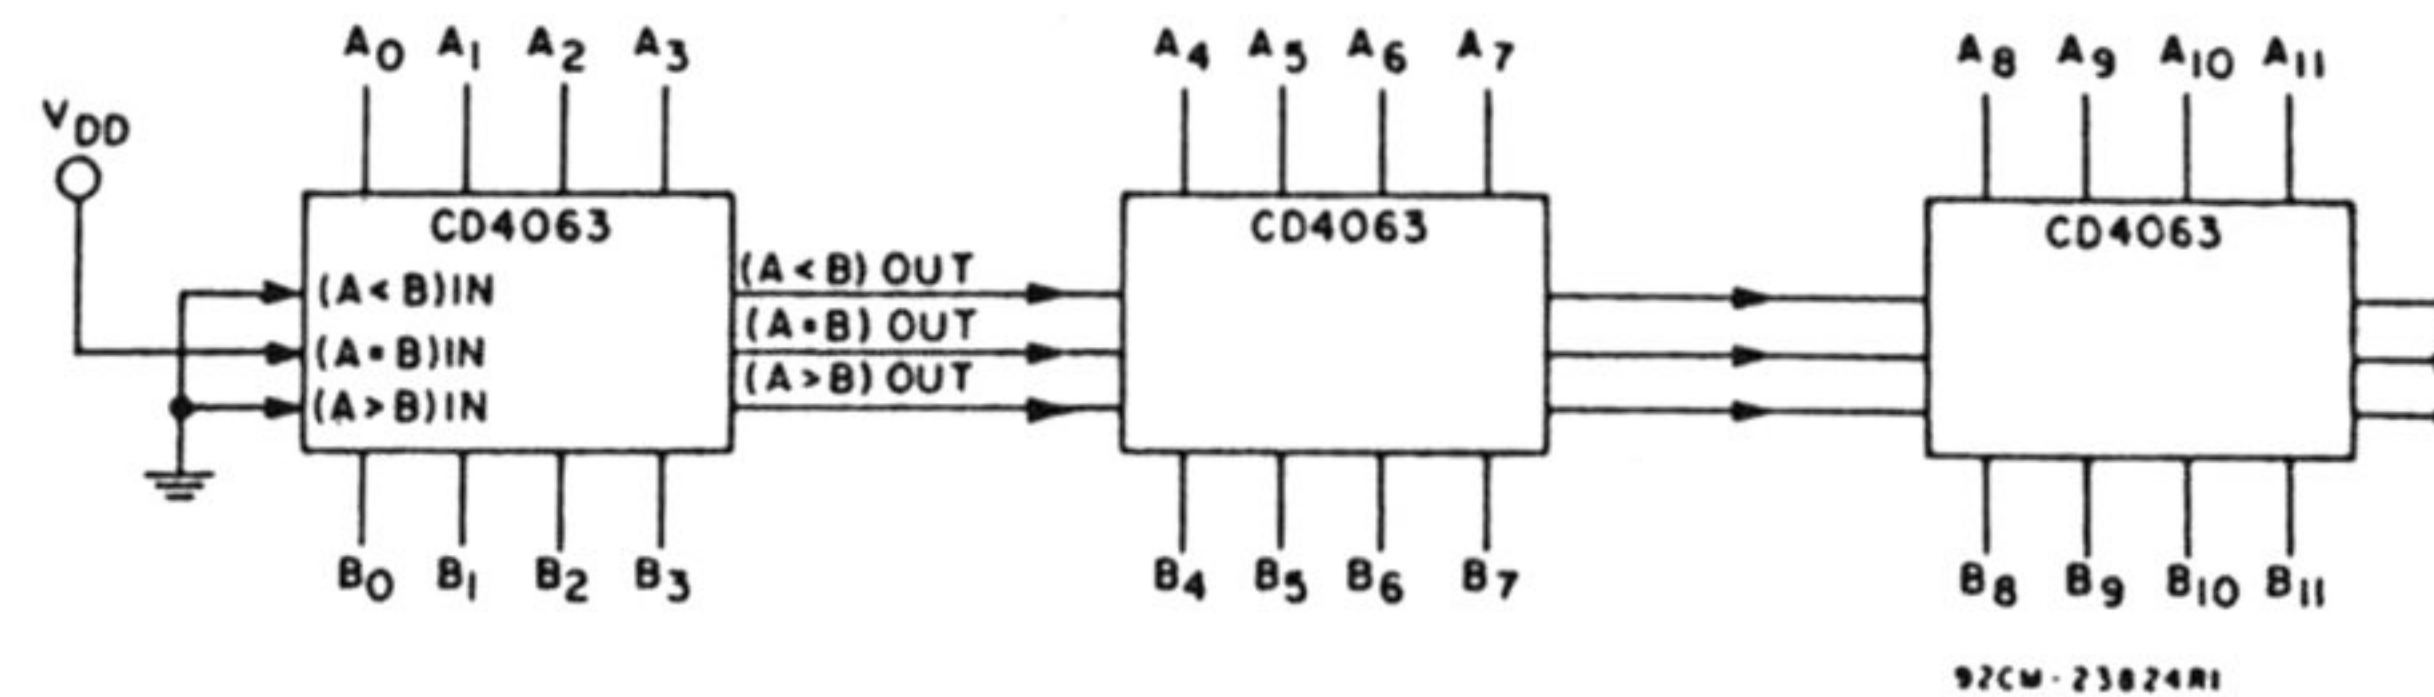 A0 A1 A2 A3
A4 A5 A6 A7
A8 A9 A10 A11
VDD
CD4063
CD4063
CD4063
(A<B)IN
(A=B)IN
(A>B)IN
(A<B) OUT
(A=B) OUT
(A>B) OUT
B0 B1 B2 B3
B4 B5 B6 B7
B8 B9 B10 B11
92CM-23824R1